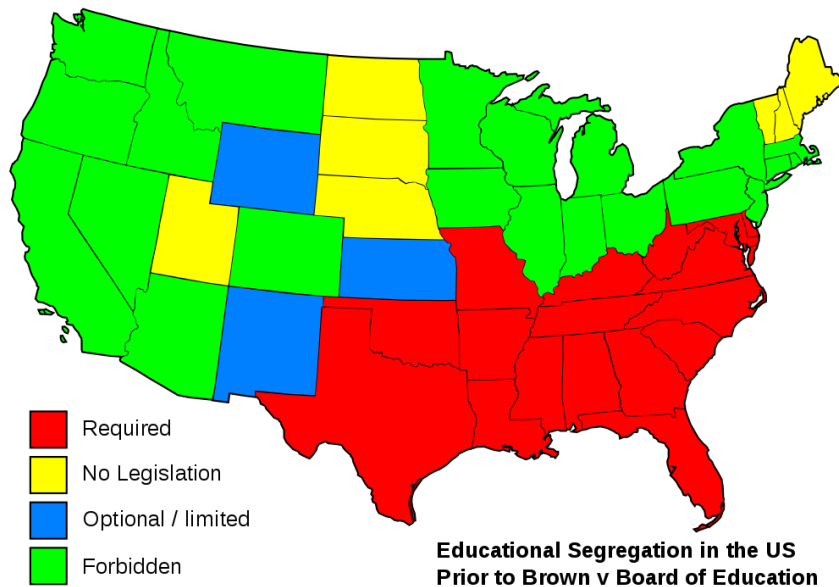 Required
No Legislation
Optional / limited
Forbidden
Educational Segregation in the US
Prior to Brown v Board of Education